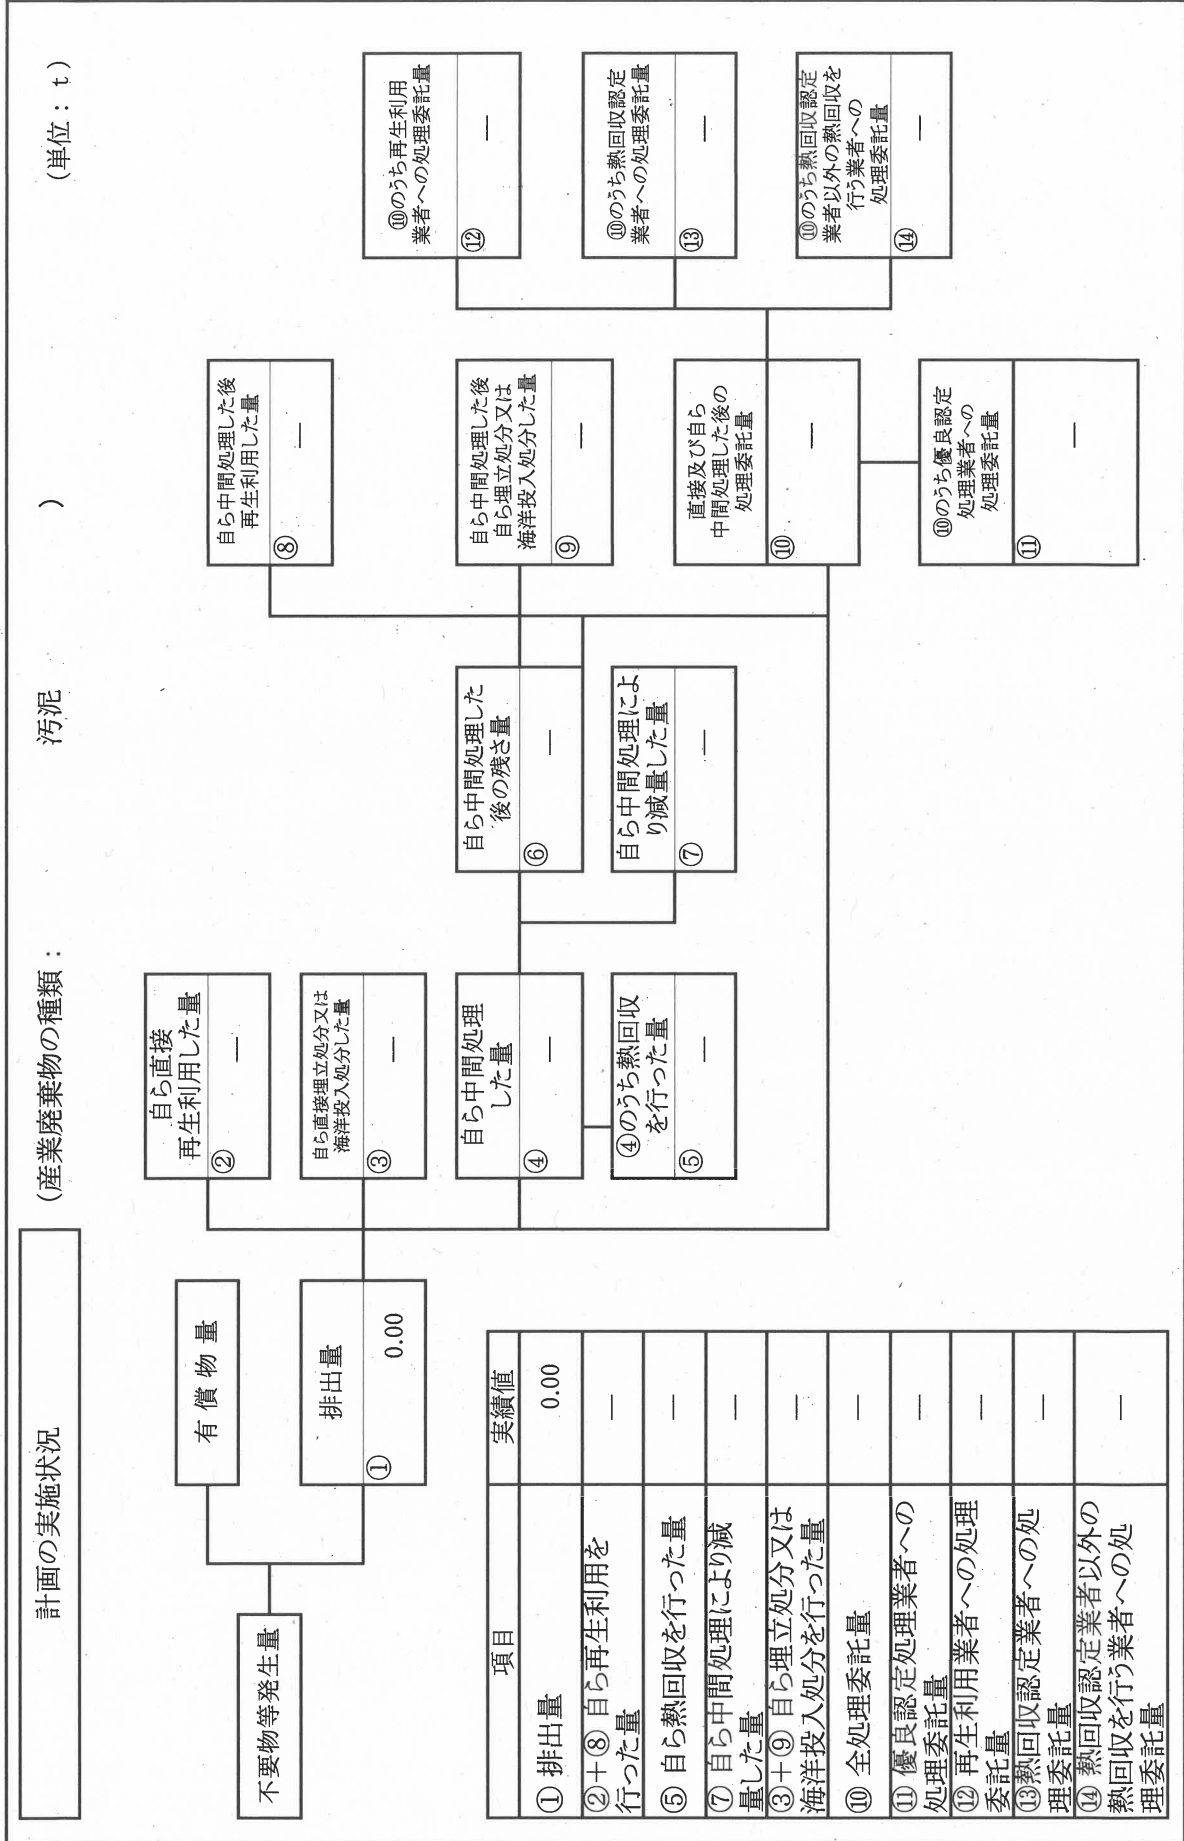 計画の実施状況
(産業廃棄物の種類： 汚泥 ) (単位：t)
不要物等発生量
有償物量
排出量
①
0.00
自ら直接
再生利用した量
②
—
自ら直接埋立処分又は
海洋投入処分した量
③
—
自ら中間処理
した量
④
—
④のうち熱回収
を行った量
⑤
—
自ら中間処理した
後の残さ量
⑥
—
自ら中間処理によ
り減量した量
⑦
—
自ら中間処理した後
再生利用した量
⑧
—
自ら中間処理した後
自ら埋立処分又は
海洋投入処分した量
⑨
—
直接及び自ら
中間処理した後の
処理委託量
⑩
—
⑩のうち優良認定
処理業者への
処理委託量
⑪
—
⑩のうち再生利用
業者への処理委託量
⑫
—
⑩のうち熱回収認定
業者への処理委託量
⑬
—
⑩のうち熱回収認定
業者以外の熱回収を
行う業者への
処理委託量
⑭
—
項目 実績値
①排出量 0.00
②＋⑧ 自ら再生利用を
行った量 —
⑤ 自ら熱回収を行った量 —
⑦ 自ら中間処理により減
量した量 —
③＋⑨ 自ら埋立処分又は
海洋投入処分を行った量 —
⑩ 全処理委託量 —
⑪ 優良認定処理業者への
処理委託量 —
⑫ 再生利用業者への処理
委託量 —
⑬熱回収認定業者への処
理委託量 —
⑭ 熱回収認定業者以外の
熱回収を行う業者への処
理委託量 —